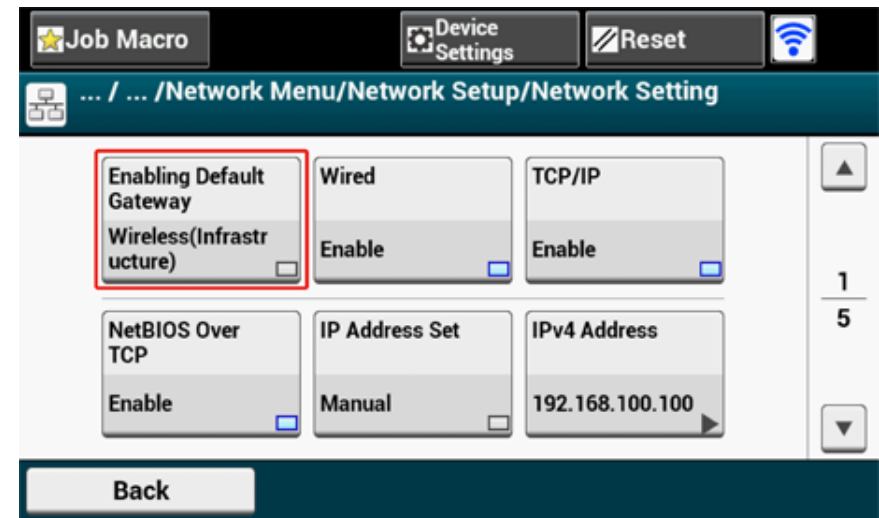 Job Macro
Device
Settings
Reset
... / ... /Network Menu/Network Setup/Network Setting
Enabling Default
Gateway
Wireless(Infrastr
ucture)
Wired
Enable
TCP/IP
Enable
NetBIOS Over
TCP
Enable
IP Address Set
Manual
IPv4 Address
192.168.100.100
1
5
Back